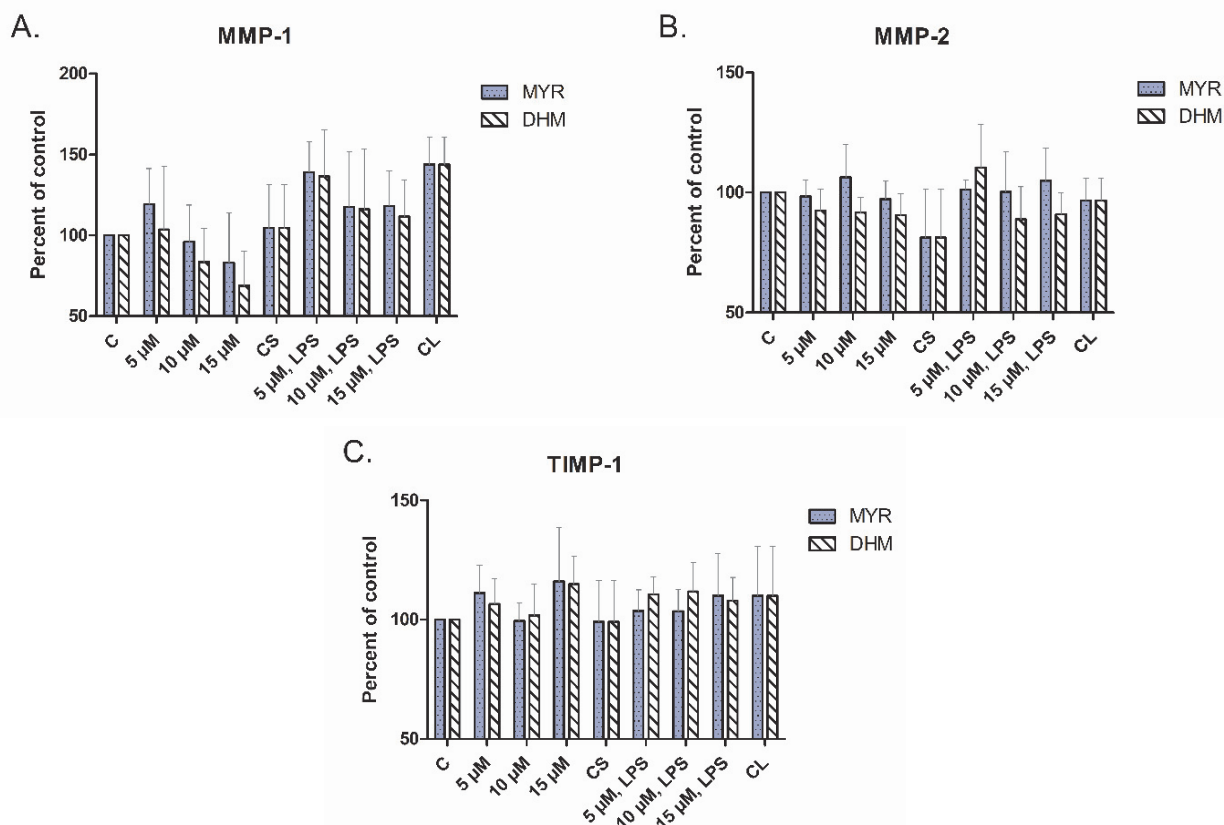 A.
MMP-1
200
150
100
50
Percent of control
MYR
DHM
C
5 µM
10 µM
15 µM
CS
5 µM, LPS
10 µM, LPS
15 µM, LPS
CL
B.
MMP-2
150
100
50
Percent of control
MYR
DHM
C
5 µM
10 µM
15 µM
CS
5 µM, LPS
10 µM, LPS
15 µM, LPS
CL
C.
TIMP-1
150
100
50
Percent of control
MYR
DHM
C
5 µM
10 µM
15 µM
CS
5 µM, LPS
10 µM, LPS
15 µM, LPS
CL